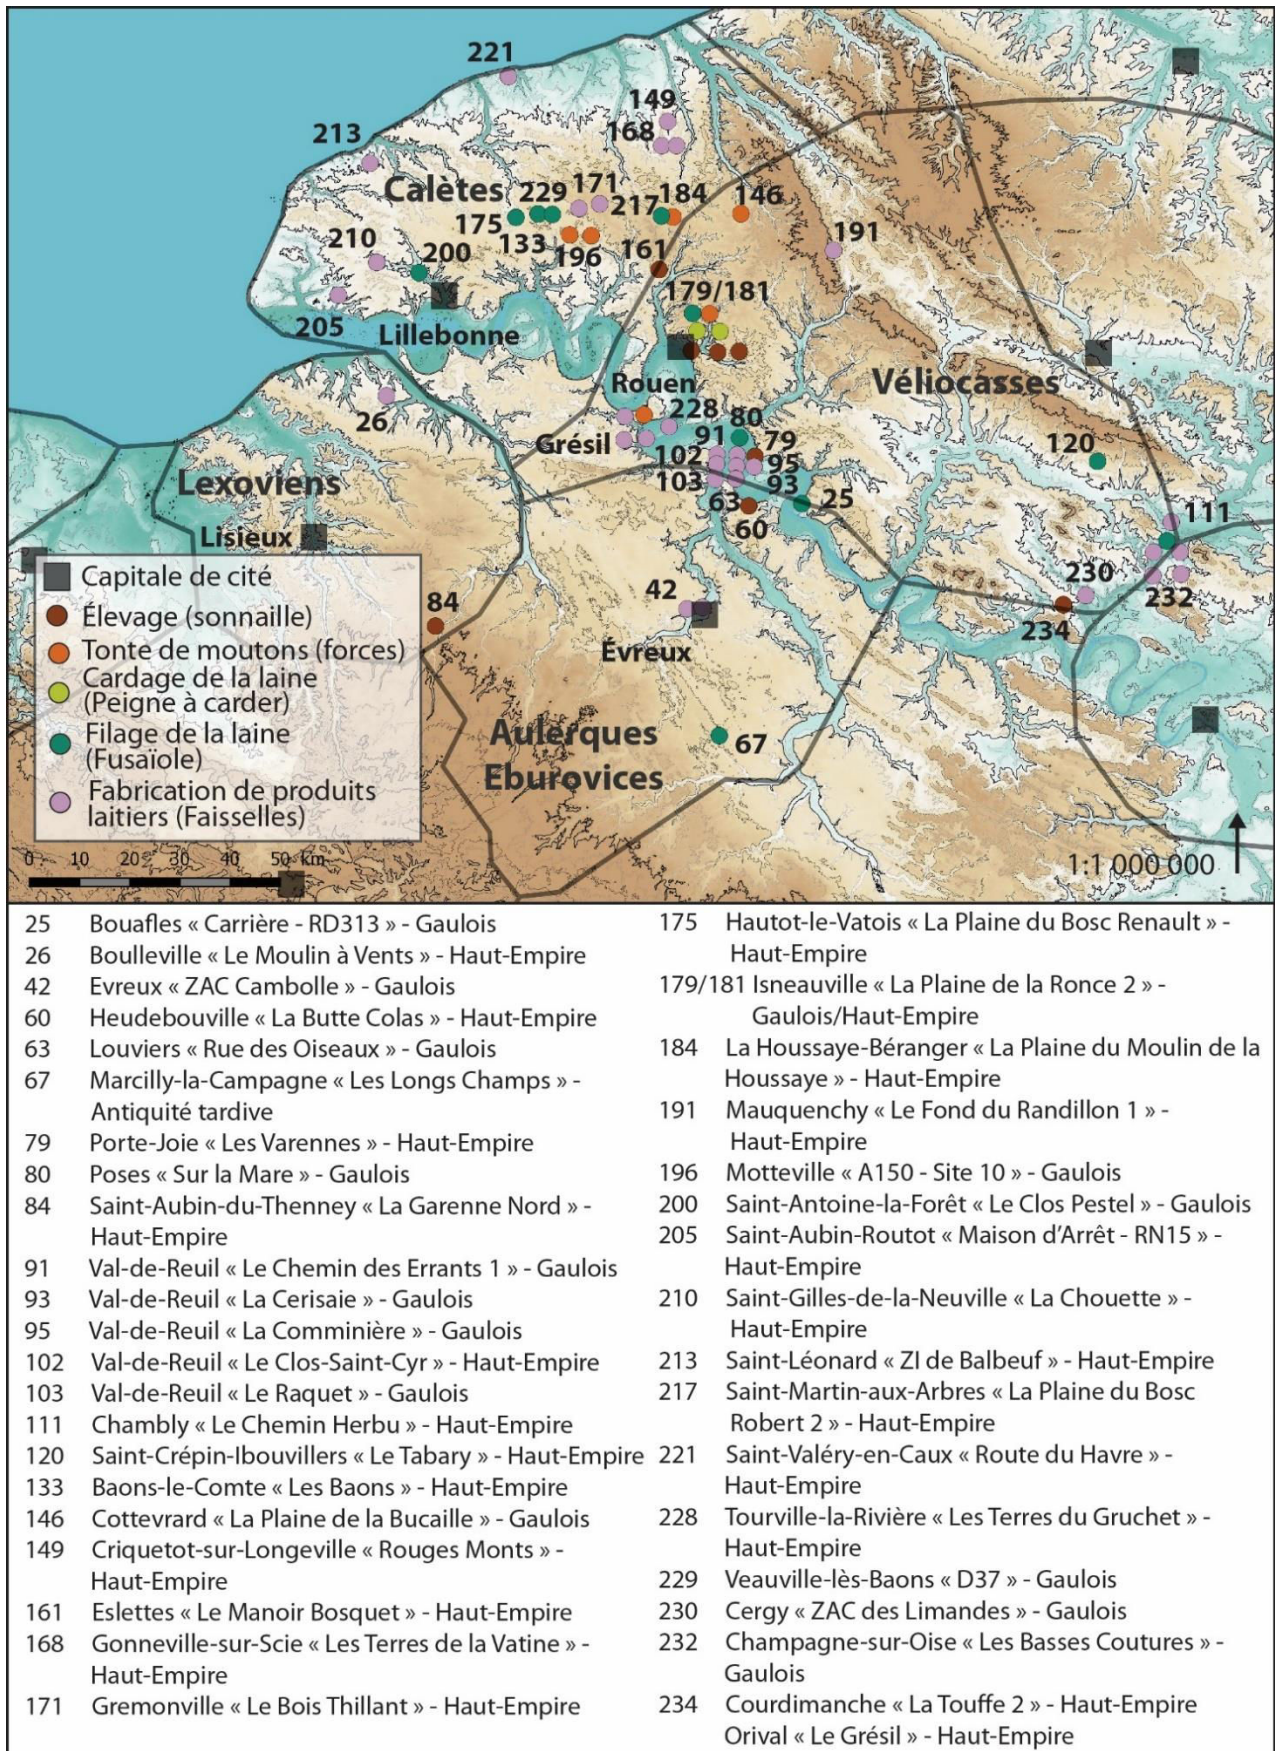 221
149
213
168
Calètes
229
171
217
184
146
175
133
196
161
191
210
200
179/181
205
Lillebonne
Rouen
Véliocasses
26
228
80
Grésil
91
79
120
102
95
Lexoviens
103
93
63
25
60
111
Lisieux
230
232
42
234
84
Évreux
Capitale de cité
Élevage (sonnaille)
Tonte de moutons (forces)
Cardage de la laine
(Peigne à carder)
Filage de la laine
(Fusaïole)
Fabrication de produits
laitiers (Faisselles)
Aulerques
Eburovices
67
0 10 20 30 40 50 km
1:1 000 000
25 Bouafles « Carrière - RD313 » - Gaulois
26 Boulleville « Le Moulin à Vents » - Haut-Empire
42 Evreux « ZAC Cambolle » - Gaulois
60 Heudebouville « La Butte Colas » - Haut-Empire
63 Louviers « Rue des Oiseaux » - Gaulois
67 Marcilly-la-Campagne « Les Longs Champs » -
Antiquité tardive
79 Porte-Joie « Les Varennes » - Haut-Empire
80 Poses « Sur la Mare » - Gaulois
84 Saint-Aubin-du-Thenney « La Garenne Nord » -
Haut-Empire
91 Val-de-Reuil « Le Chemin des Errants 1 » - Gaulois
93 Val-de-Reuil « La Cerisaie » - Gaulois
95 Val-de-Reuil « La Comminière » - Gaulois
102 Val-de-Reuil « Le Clos-Saint-Cyr » - Haut-Empire
103 Val-de-Reuil « Le Raquet » - Gaulois
111 Chambly « Le Chemin Herbu » - Haut-Empire
120 Saint-Crépin-Ibouvillers « Le Tabary » - Haut-Empire
133 Baons-le-Comte « Les Baons » - Haut-Empire
146 Cottevrard « La Plaine de la Bucaille » - Gaulois
149 Criquetot-sur-Longeville « Rouges Monts » -
Haut-Empire
161 Eslettes « Le Manoir Bosquet » - Haut-Empire
168 Gonneville-sur-Scie « Les Terres de la Vatine » -
Haut-Empire
171 Gremonville « Le Bois Thillant » - Haut-Empire
175 Hautot-le-Vatois « La Plaine du Bosc Renault » -
Haut-Empire
179/181 Isneauville « La Plaine de la Ronce 2 » -
Gaulois/Haut-Empire
184 La Houssaye-Béranger « La Plaine du Moulin de la
Houssaye » - Haut-Empire
191 Mauquenchy « Le Fond du Randillon 1 » -
Haut-Empire
196 Motteville « A150 - Site 10 » - Gaulois
200 Saint-Antoine-la-Forêt « Le Clos Pestel » - Gaulois
205 Saint-Aubin-Routot « Maison d'Arrêt - RN15 » -
Haut-Empire
210 Saint-Gilles-de-la-Neuville « La Chouette » -
Haut-Empire
213 Saint-Léonard « ZI de Balbeuf » - Haut-Empire
217 Saint-Martin-aux-Arbres « La Plaine du Bosc
Robert 2 » - Haut-Empire
221 Saint-Valéry-en-Caux « Route du Havre » -
Haut-Empire
228 Tourville-la-Rivière « Les Terres du Gruchet » -
Haut-Empire
229 Veauville-lès-Baons « D37 » - Gaulois
230 Cergy « ZAC des Limandes » - Gaulois
232 Champagne-sur-Oise « Les Basses Coutures » -
Gaulois
234 Courdimanche « La Touffe 2 » - Haut-Empire
Orival « Le Grésil » - Haut-Empire